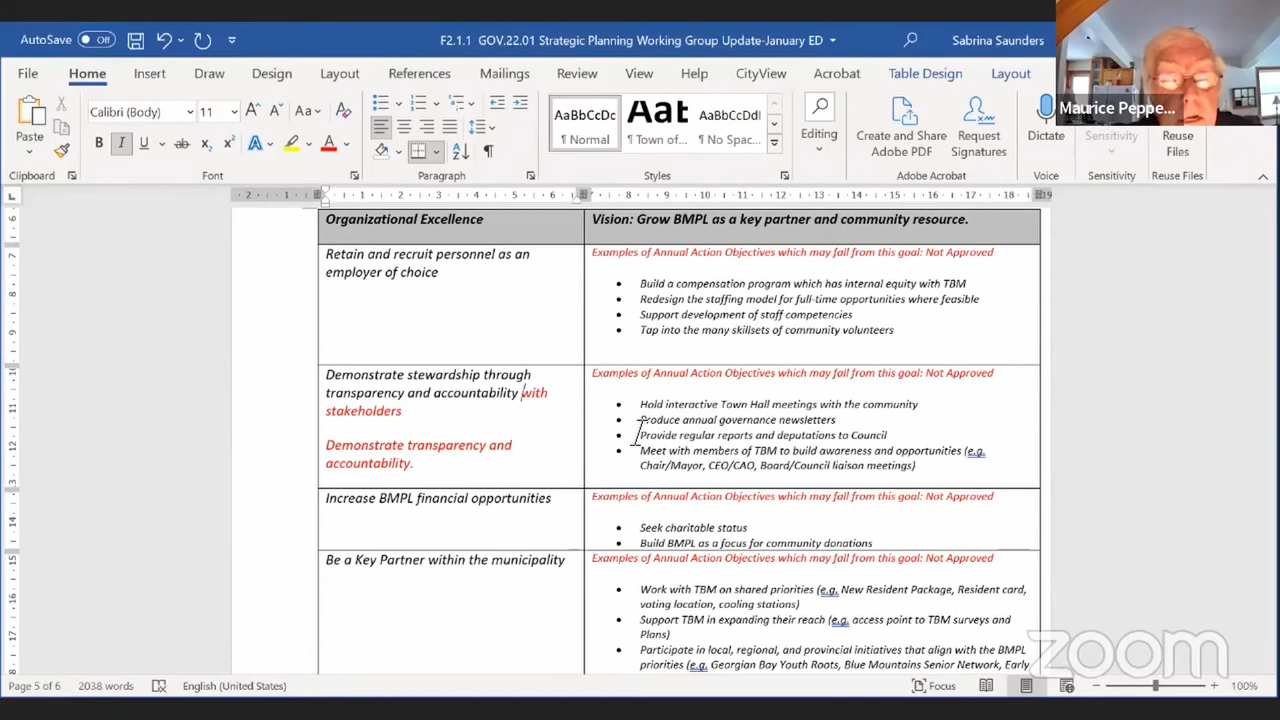 AutoSave Off F2.1.1 GOV.22.01 Strategic Planning Working Group Update-January ED Sabrina Saunders
File Home Insert Draw Design Layout References Mailings Review View Help CityView Acrobat Table Design Layout
Paste
Clipboard
Calibri (Body) 11
Font
Paragraph
AaBbCcDc AaBt AaBbCcDdI
¶ Normal ¶ Town of... ¶ No Spac...
Styles
Editing
Create and Share Adobe PDF
Request Signatures
Adobe Acrobat
Dictate
Voice
Sensitivity
Sensitivity
Reuse Files
Reuse Files
Maurice Peppe...
Organizational Excellence
Vision: Grow BMPL as a key partner and community resource.
Retain and recruit personnel as an
employer of choice
Examples of Annual Action Objectives which may fall from this goal: Not Approved
• Build a compensation program which has internal equity with TBM
• Redesign the staffing model for full-time opportunities where feasible
• Support development of staff competencies
• Tap into the many skillsets of community volunteers
Demonstrate stewardship through
transparency and accountability with
stakeholders
Demonstrate transparency and
accountability.
Examples of Annual Action Objectives which may fall from this goal: Not Approved
• Hold interactive Town Hall meetings with the community
• Produce annual governance newsletters
• Provide regular reports and deputations to Council
• Meet with members of TBM to build awareness and opportunities (e.g.
Chair/Mayor, CEO/CAO, Board/Council liaison meetings)
Increase BMPL financial opportunities
Examples of Annual Action Objectives which may fall from this goal: Not Approved
• Seek charitable status
• Build BMPL as a focus for community donations
Be a Key Partner within the municipality
Examples of Annual Action Objectives which may fall from this goal: Not Approved
• Work with TBM on shared priorities (e.g. New Resident Package, Resident card,
voting location, cooling stations)
• Support TBM in expanding their reach (e.g. access point to TBM surveys and
Plans)
• Participate in local, regional, and provincial initiatives that align with the BMPL
priorities (e.g. Georgian Bay Youth Roots, Blue Mountains Senior Network, Early
zoom
Page 5 of 6 2038 words English (United States) Focus 100%